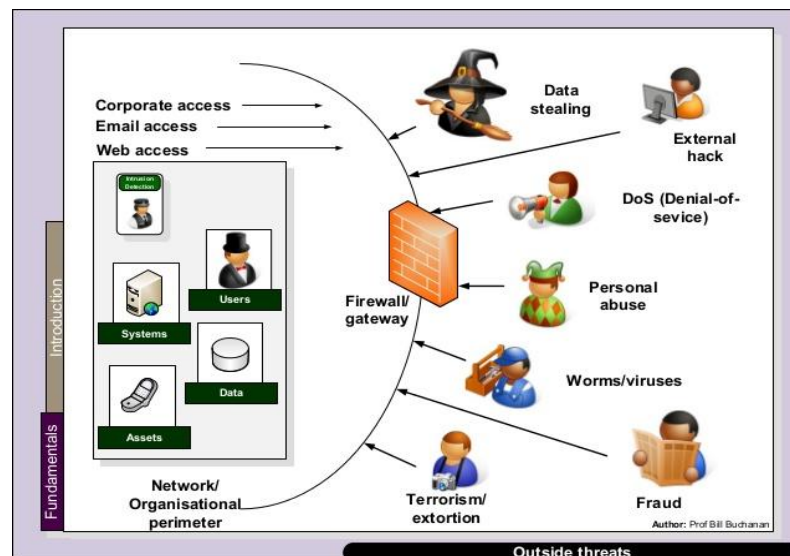 Corporate access
Email access
Web access
Intrusion
Detection
Users
Systems
Data
Assets
Network/
Organisational
perimeter
Firewall/
gateway
Data
stealing
External
hack
DoS (Denial-of-
sevice)
Personal
abuse
Worms/viruses
Fraud
Terrorism/
extortion
Author: Prof Bill Buchanan
Outside threats
Introduction
Fundamentals